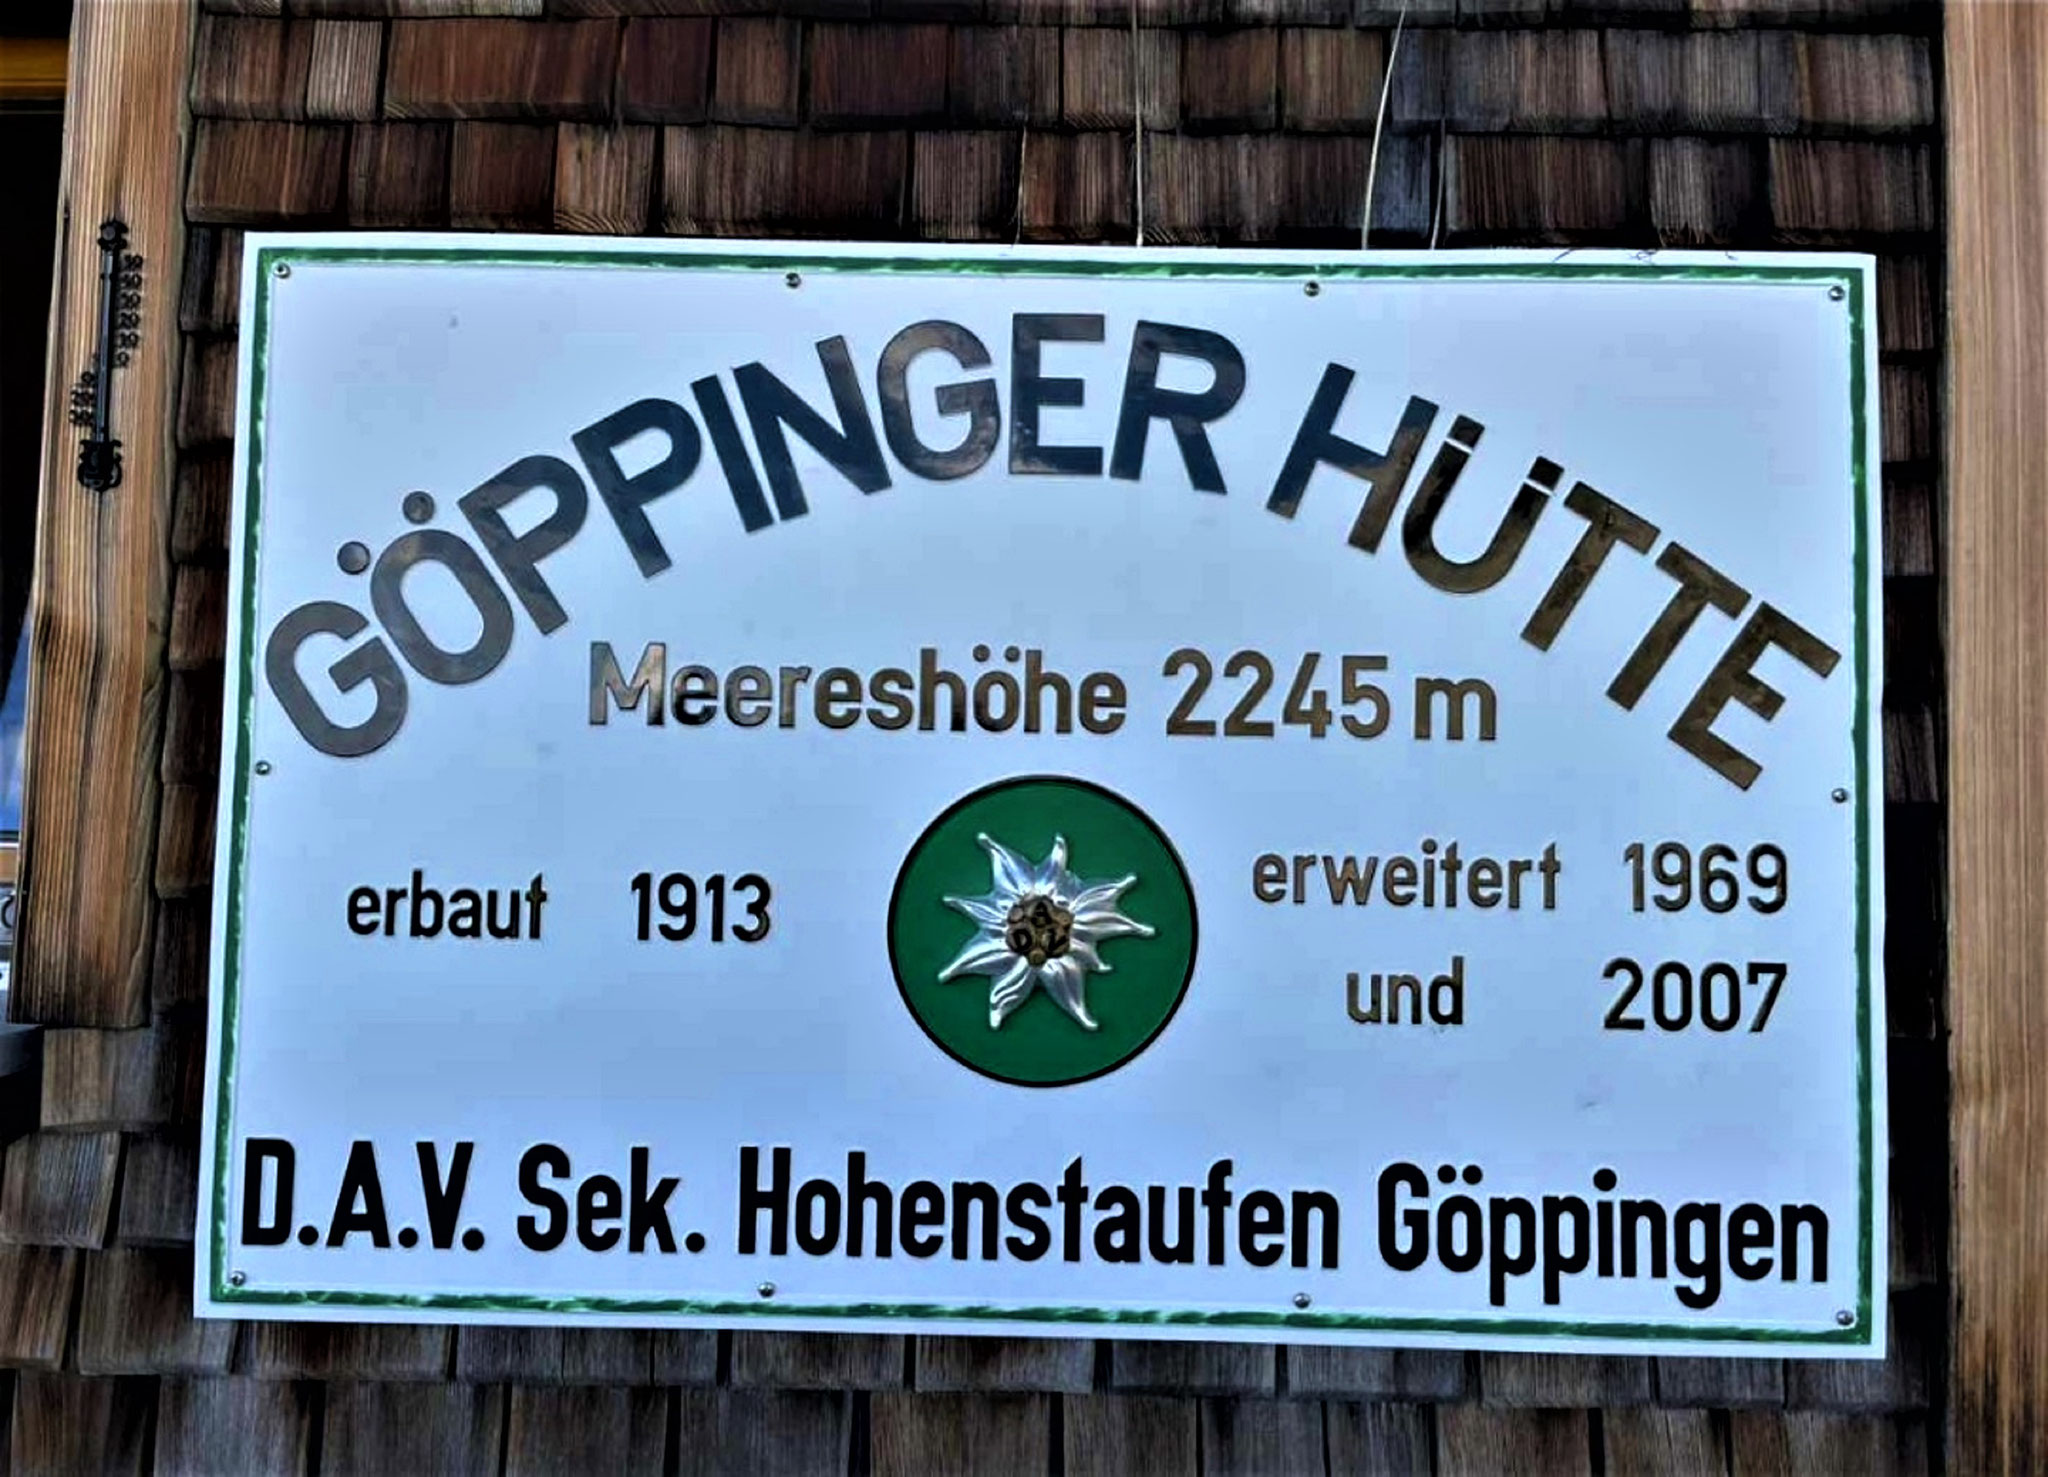 GÖPPINGER HÜTTE
Meereshöhe 2245 m
erbaut 1913
erweitert 1969
und 2007
A
D V
D.A.V. Sek. Hohenstaufen Göppingen